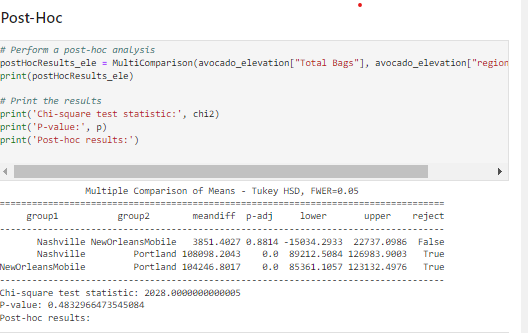 Post-Hoc
# Perform a post-hoc analysis
postHocResults_ele = MultiComparison(avocado_elevation["Total Bags"], avocado_elevation["region
print(postHocResults_ele)
# Print the results
print('Chi-square test statistic:', chi2)
print('P-value:', p)
print('Post-hoc results:')
Multiple Comparison of Means - Tukey HSD, FWER=0.05
================================================================================
group1 group2 meandiff p-adj lower upper reject
--------------------------------------------------------------------------------
Nashville NewOrleansMobile 3851.4027 0.8814 -15034.2933 22737.0986 False
Nashville Portland 108098.2043 0.0 89212.5084 126983.9003 True
NewOrleansMobile Portland 104246.8017 0.0 85361.1057 123132.4976 True
--------------------------------------------------------------------------------
Chi-square test statistic: 2028.0000000000005
P-value: 0.4832966473545084
Post-hoc results: